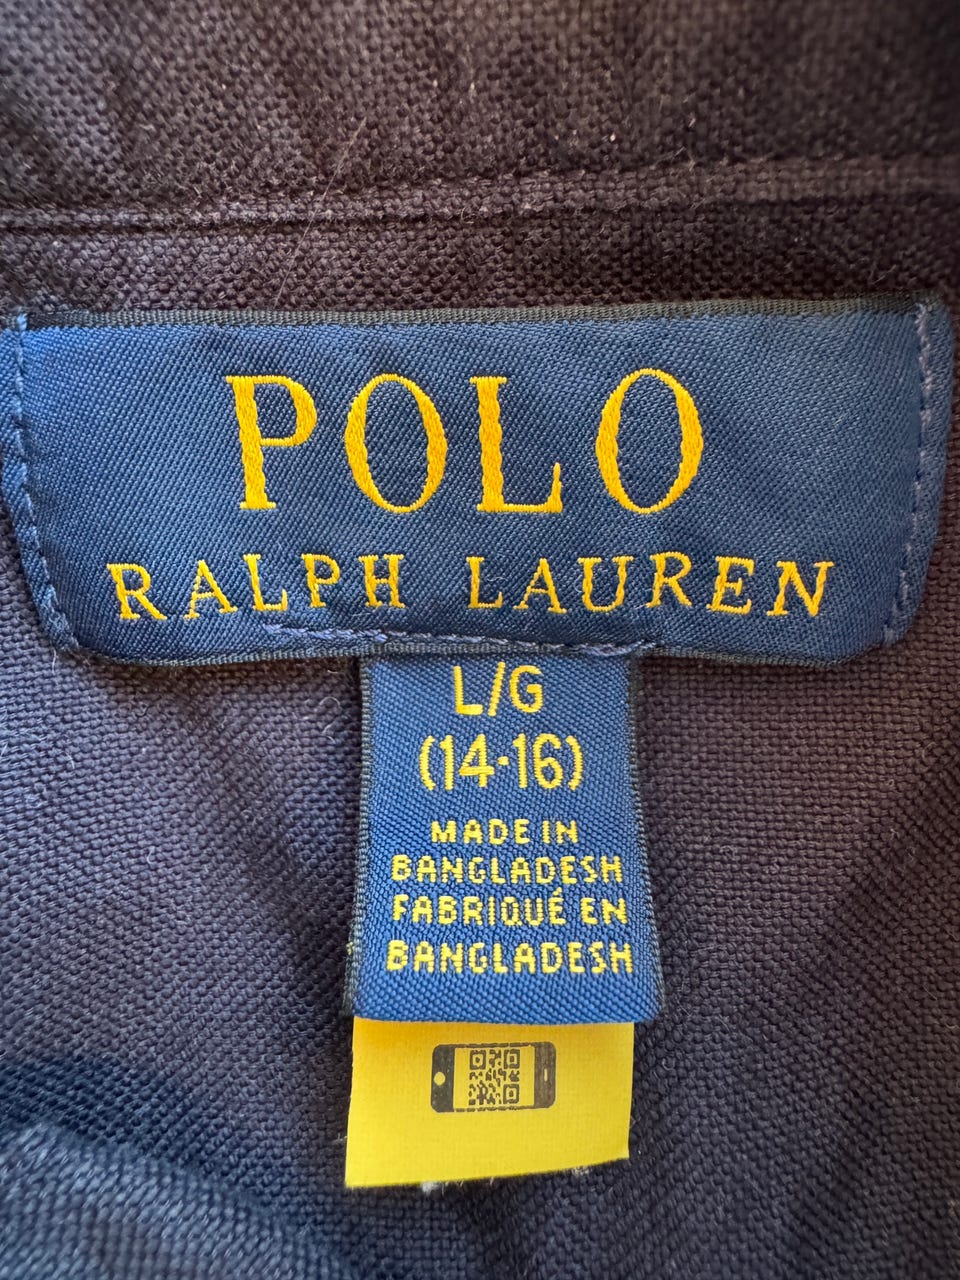 POLO
RALPH LAUREN
L/G
(14-16)
MADE IN
BANGLADESH
FABRIQUÉ EN
BANGLADESH